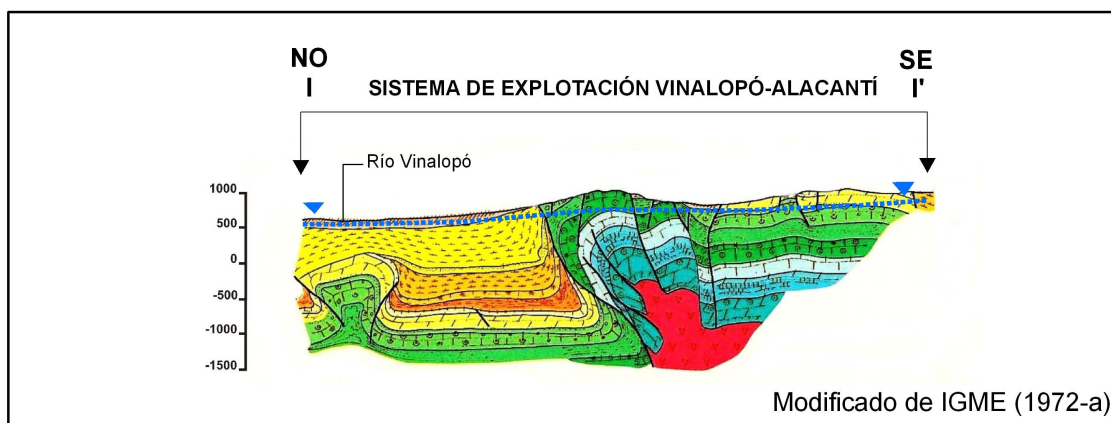 NO
I
SISTEMA DE EXPLOTACIÓN VINALOPÓ-ALACANTÍ
SE
I'
Río Vinalopó
1000
500
0
-500
-1000
-1500
Modificado de IGME (1972-a)